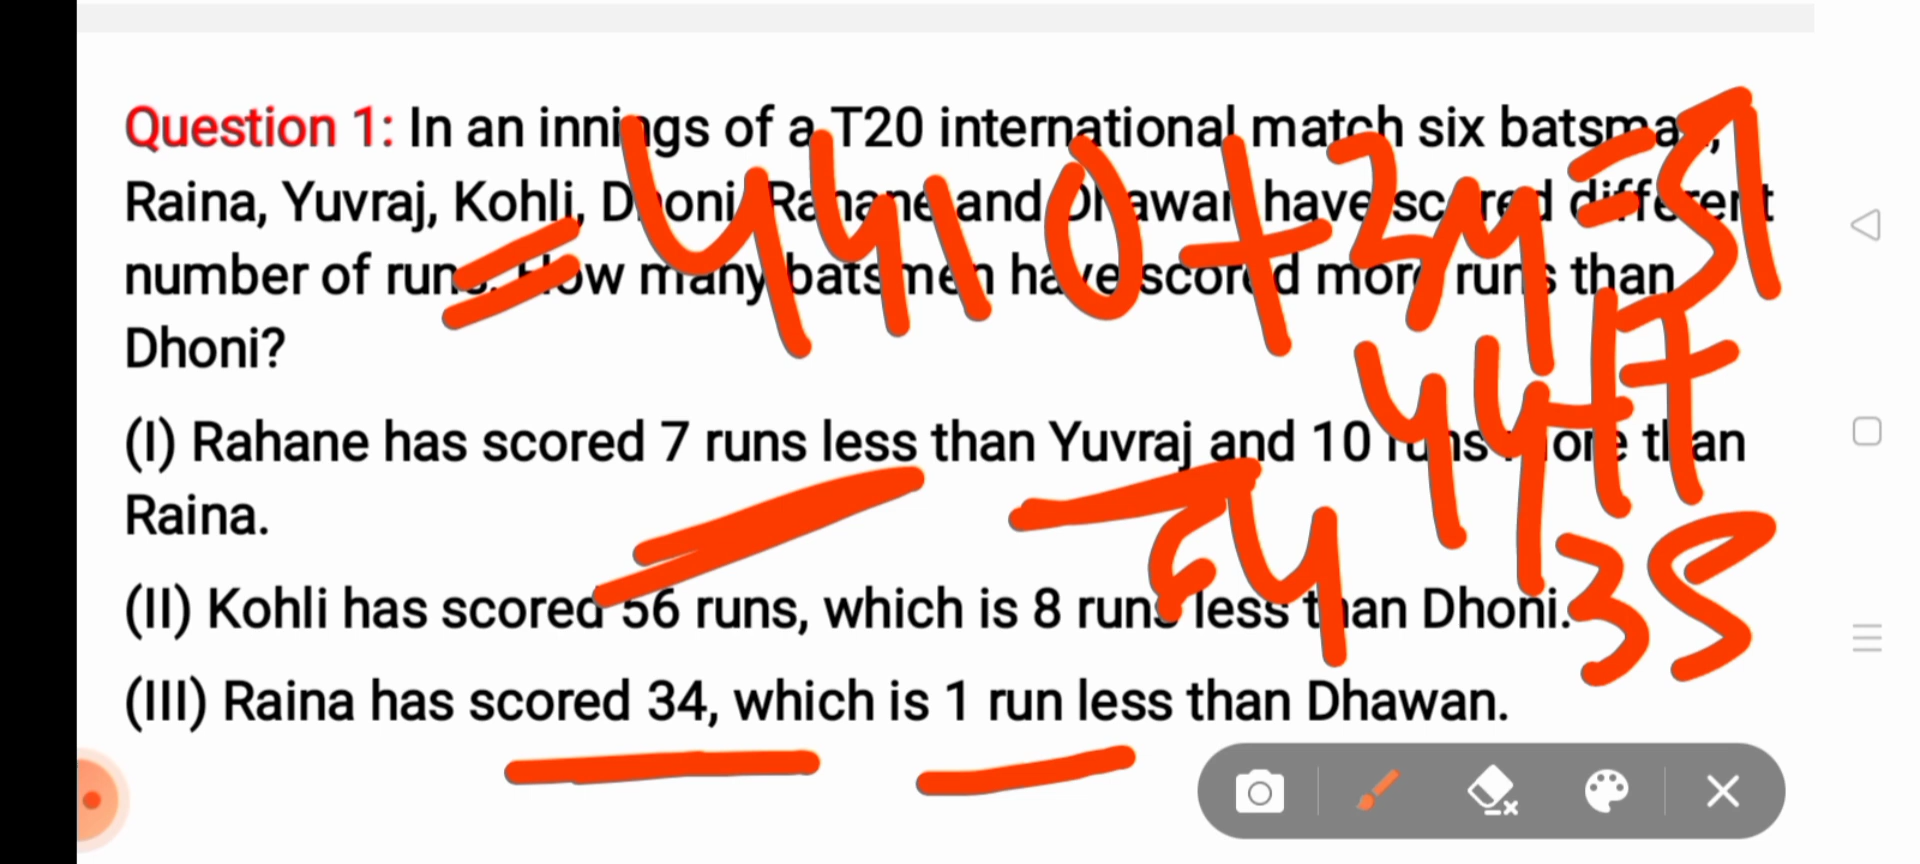 Question 1: In an innings of a T20 international match six batsman,
Raina, Yuvraj, Kohli, Dhoni, Rahane and Dhawan have scored different
number of runs. How many batsmen have scored more runs than
Dhoni?
(I) Rahane has scored 7 runs less than Yuvraj and 10 runs more than
Raina.
(II) Kohli has scored 56 runs, which is 8 runs less than Dhoni.
(III) Raina has scored 34, which is 1 run less than Dhawan.
= 44 10 + 34 = 51
44 + 7
64
35